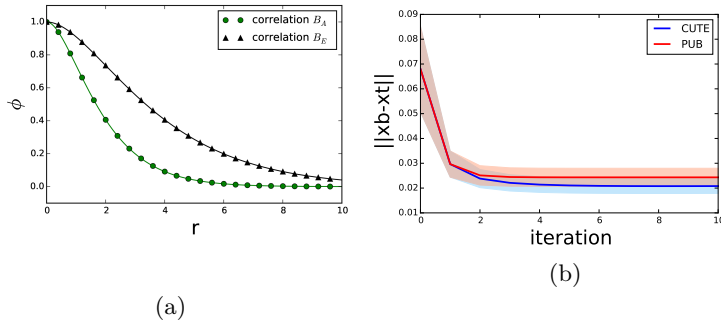 correlation B_A
correlation B_E
ϕ
1.0
0.8
0.6
0.4
0.2
0.0
0 2 4 6 8 10
r
(a)
CUTE
PUB
||xb-xt||
0.09
0.08
0.07
0.06
0.05
0.04
0.03
0.02
0.01
0 2 4 6 8 10
iteration
(b)